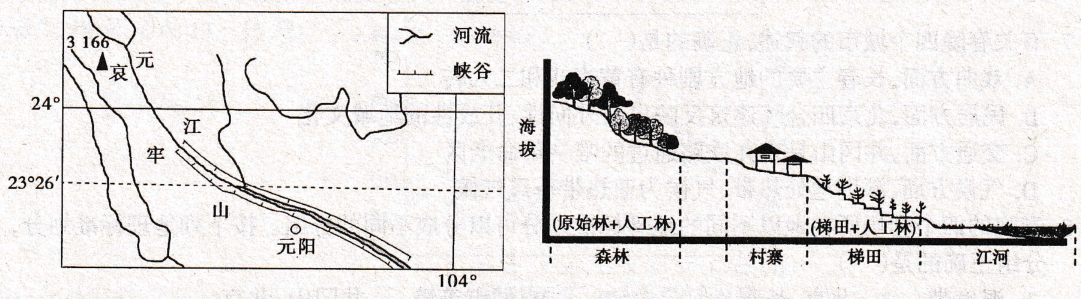 3 166
哀
元
江
牢
山
元阳
24°
23°26′
104°
河流
峡谷
海
拔
(原始林+人工林)
(梯田+人工林)
森林
村寨
梯田
江河